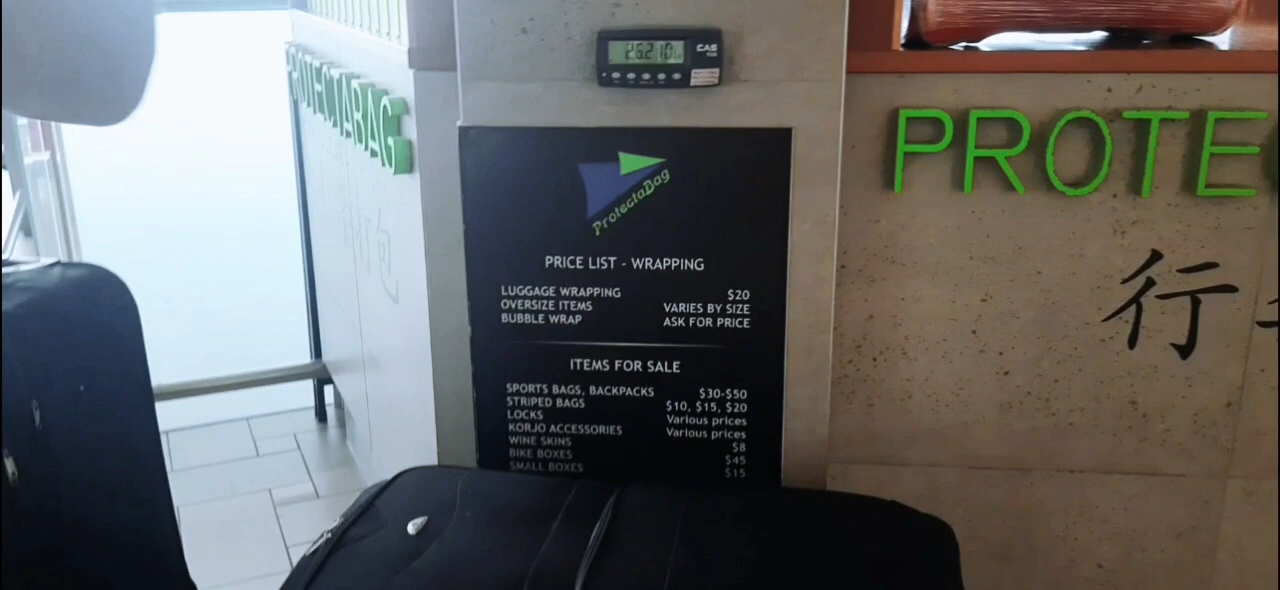 PROTECTABAG
CAS
26.210
ProtectaBag
PRICE LIST - WRAPPING
LUGGAGE WRAPPING $20
OVERSIZE ITEMS VARIES BY SIZE
BUBBLE WRAP ASK FOR PRICE
ITEMS FOR SALE
SPORTS BAGS, BACKPACKS $30-$50
STRIPED BAGS $10, $15, $20
LOCKS Various prices
KORJO ACCESSORIES Various prices
WINE SKINS $8
BIKE BOXES $45
SMALL BOXES $15
PROTE
行